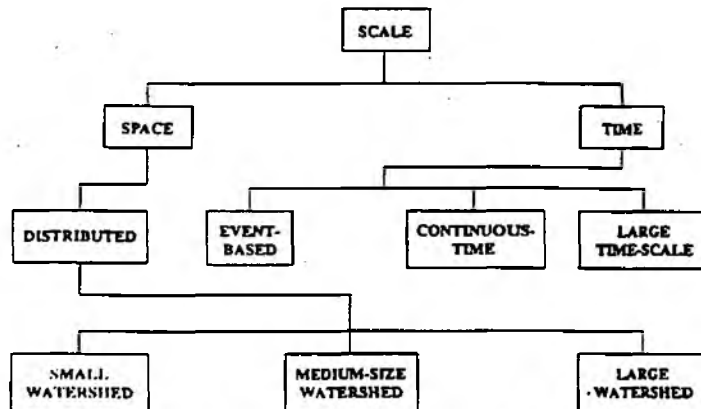 SCALE
SPACE
TIME
DISTRIBUTED
EVENT-
BASED
CONTINUOUS-
TIME
LARGE
TIME-SCALE
SMALL
WATERSHED
MEDIUM-SIZE
WATERSHED
LARGE
WATERSHED